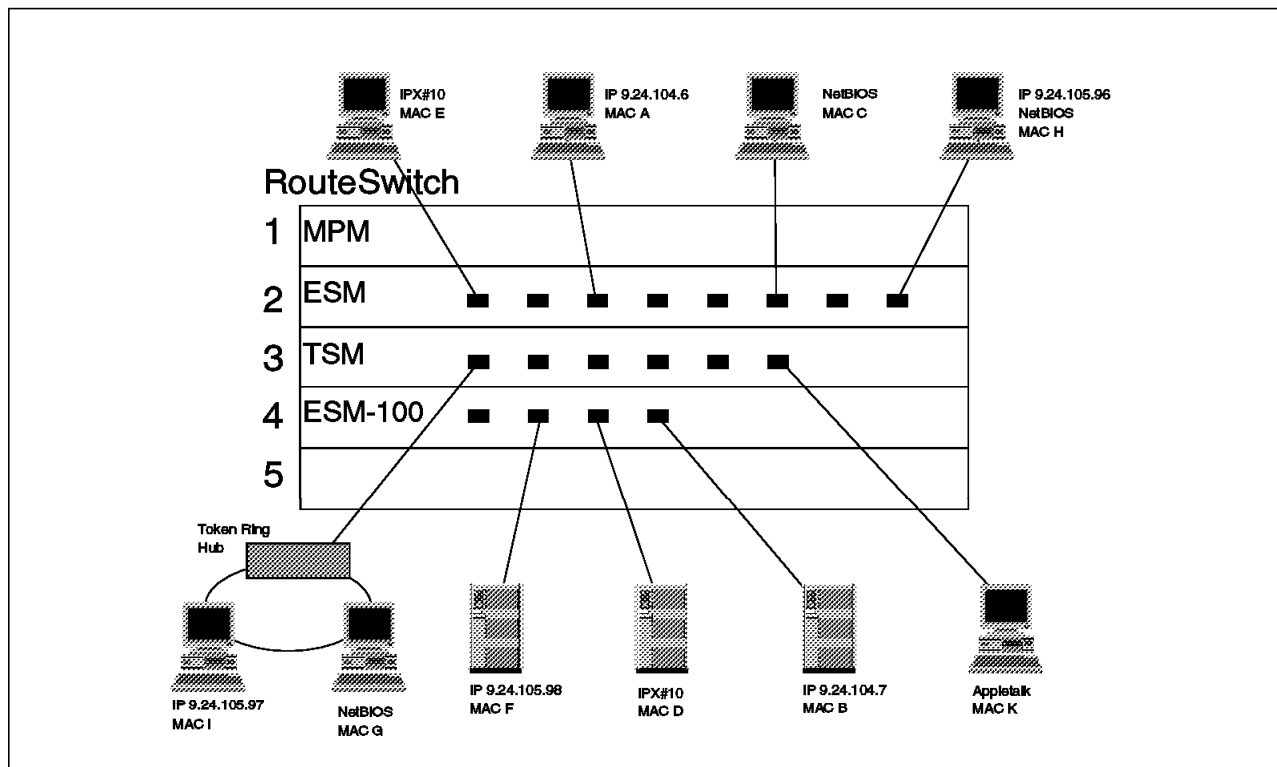 IPX#10
MAC E
IP 9.24.104.6
MAC A
NetBIOS
MAC C
IP 9.24.105.96
NetBIOS
MAC H
RouteSwitch
1 MPM
2 ESM
3 TSM
4 ESM-100
5
Token Ring
Hub
IP 9.24.105.97
MAC I
NetBIOS
MAC G
IP 9.24.105.98
MAC F
IPX#10
MAC D
IP 9.24.104.7
MAC B
Appletalk
MAC K